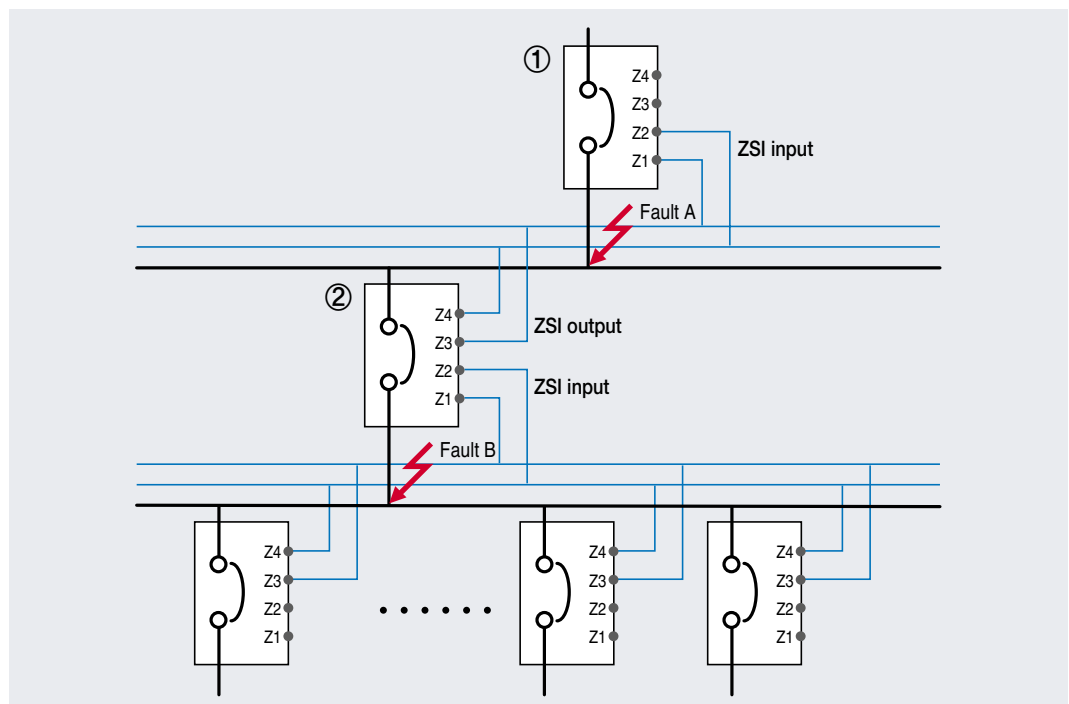 ①
Z4
Z3
Z2
Z1
ZSI input
Fault A
②
Z4
Z3
Z2
Z1
ZSI output
ZSI input
Fault B
Z4
Z3
Z2
Z1
Z4
Z3
Z2
Z1
Z4
Z3
Z2
Z1